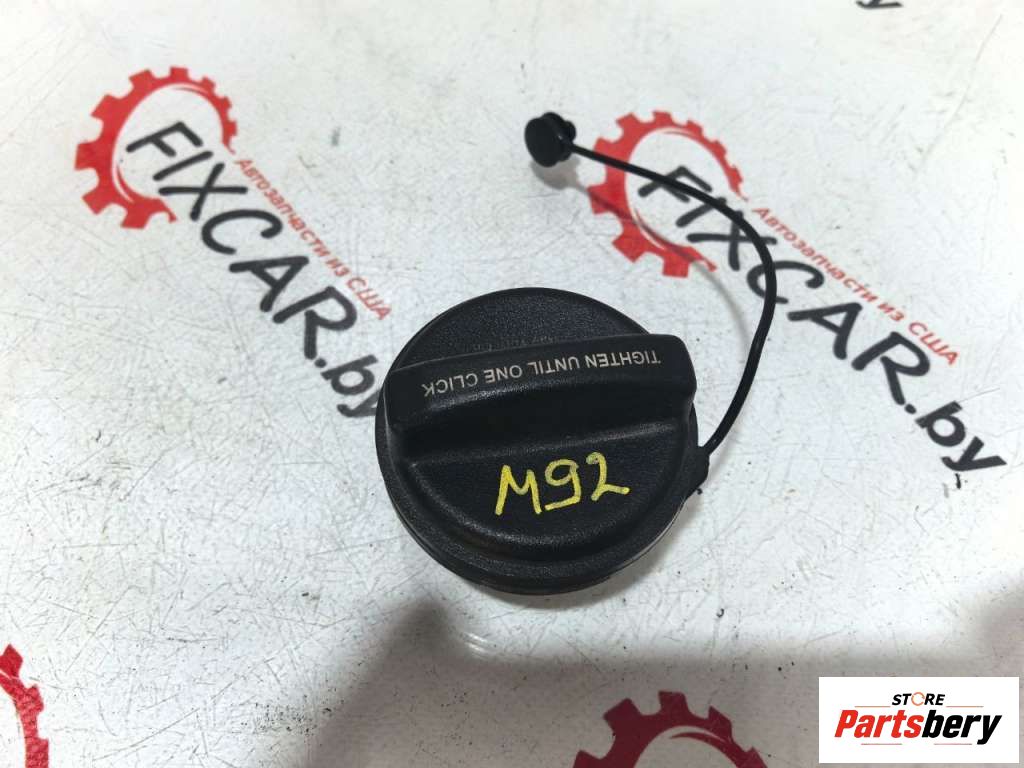 FIXCAR.by
Автозапчасти из США
FIXCAR.by
Автозапчасти из США
TIGHTEN UNTIL ONE CLICK
M92
STORE
Partsbery